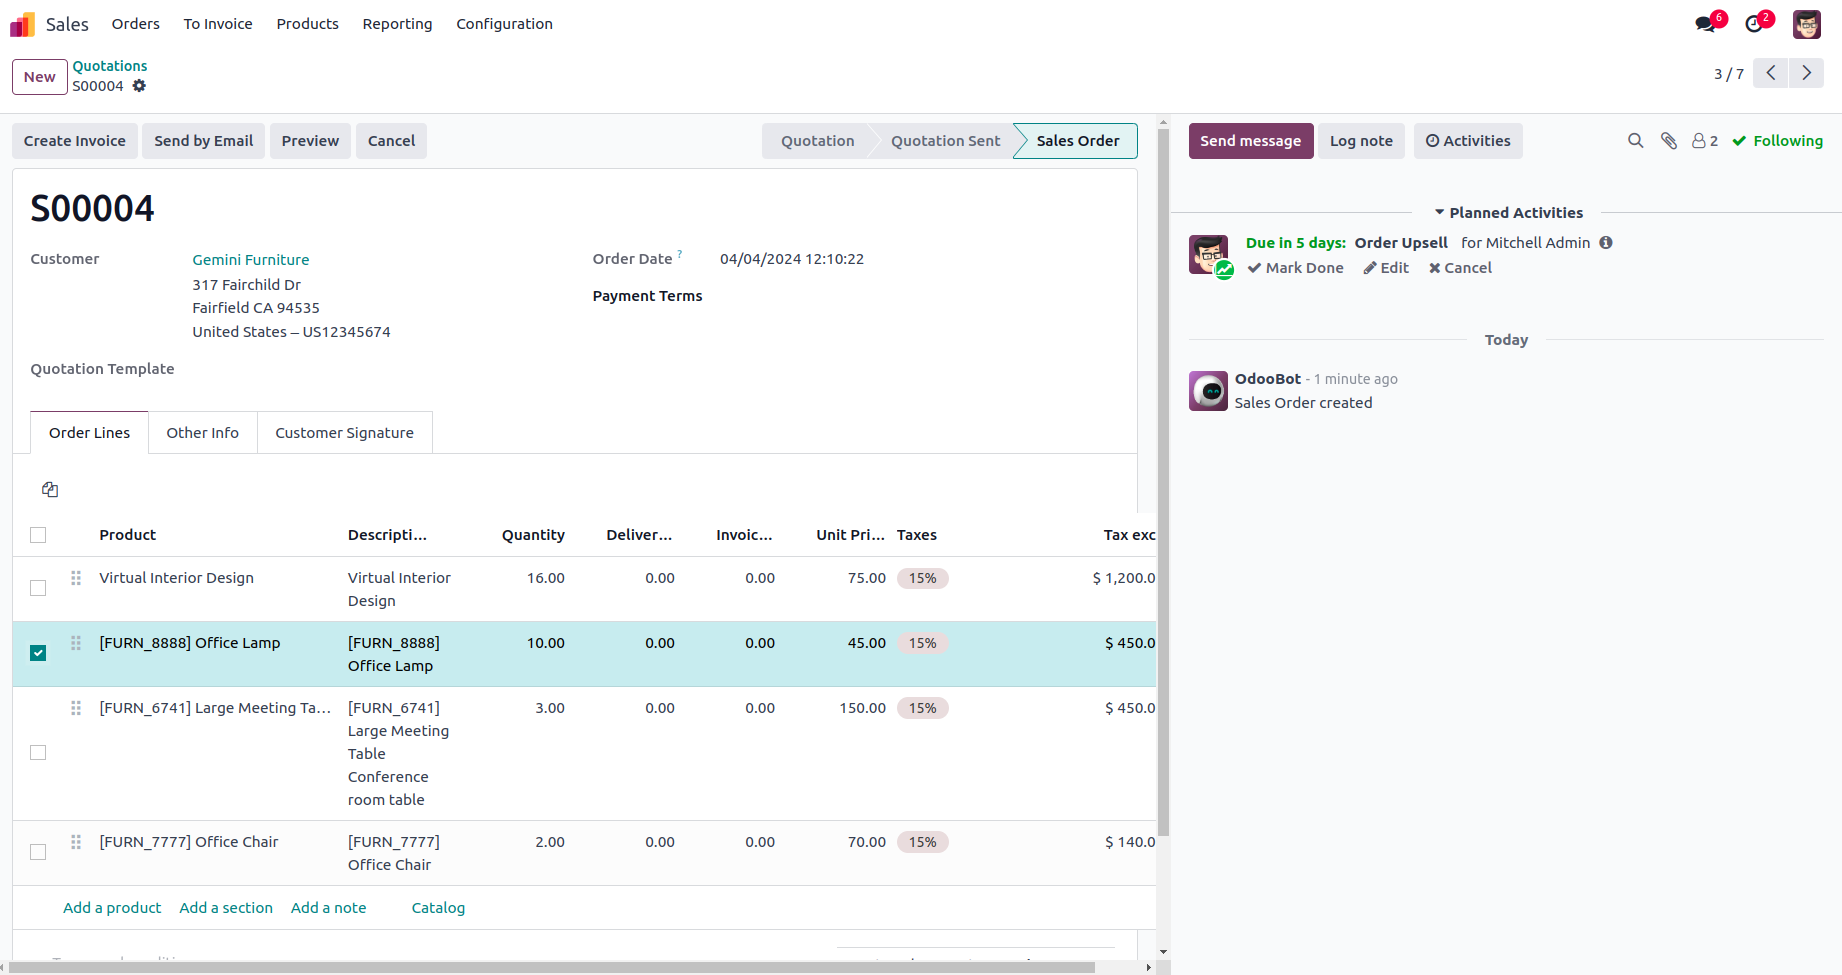 Sales Orders To Invoice Products Reporting Configuration 6 2
New Quotations
S00004 3 / 7
Create Invoice Send by Email Preview Cancel Quotation Quotation Sent Sales Order Send message Log note Activities 2 Following
S00004
Planned Activities
Due in 5 days: Order Upsell for Mitchell Admin
Mark Done Edit Cancel
Customer Gemini Furniture Order Date ? 04/04/2024 12:10:22
317 Fairchild Dr
Fairfield CA 94535
United States – US12345674
Payment Terms
Quotation Template
Today
OdooBot - 1 minute ago
Sales Order created
Order Lines Other Info Customer Signature
Product Descripti... Quantity Deliver... Invoic... Unit Pri... Taxes Tax exc
Virtual Interior Design Virtual Interior 16.00 0.00 0.00 75.00 15% $ 1,200.0
Design
[FURN_8888] Office Lamp [FURN_8888] 10.00 0.00 0.00 45.00 15% $ 450.0
Office Lamp
[FURN_6741] Large Meeting Ta... [FURN_6741] 3.00 0.00 0.00 150.00 15% $ 450.0
Large Meeting
Table
Conference
room table
[FURN_7777] Office Chair [FURN_7777] 2.00 0.00 0.00 70.00 15% $ 140.0
Office Chair
Add a product Add a section Add a note Catalog